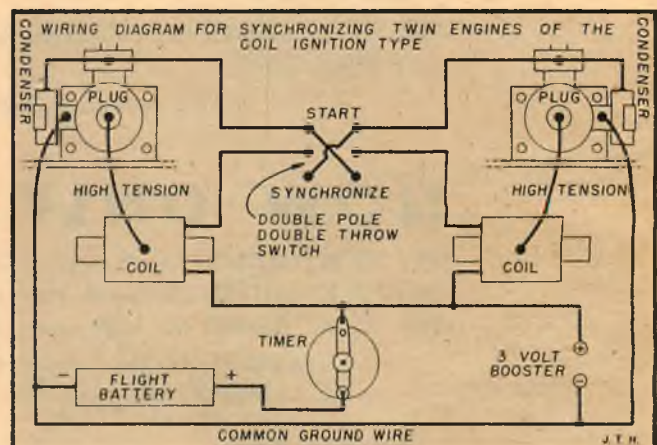 WIRING DIAGRAM FOR SYNCHRONIZING TWIN ENGINES OF THE
COIL IGNITION TYPE
CONDENSER
CONDENSER
PLUG
PLUG
START
HIGH TENSION
SYNCHRONIZE
HIGH TENSION
DOUBLE POLE
DOUBLE THROW
SWITCH
COIL
COIL
TIMER
3 VOLT
BOOSTER
+
−
− FLIGHT +
BATTERY
COMMON GROUND WIRE
J.T.H.